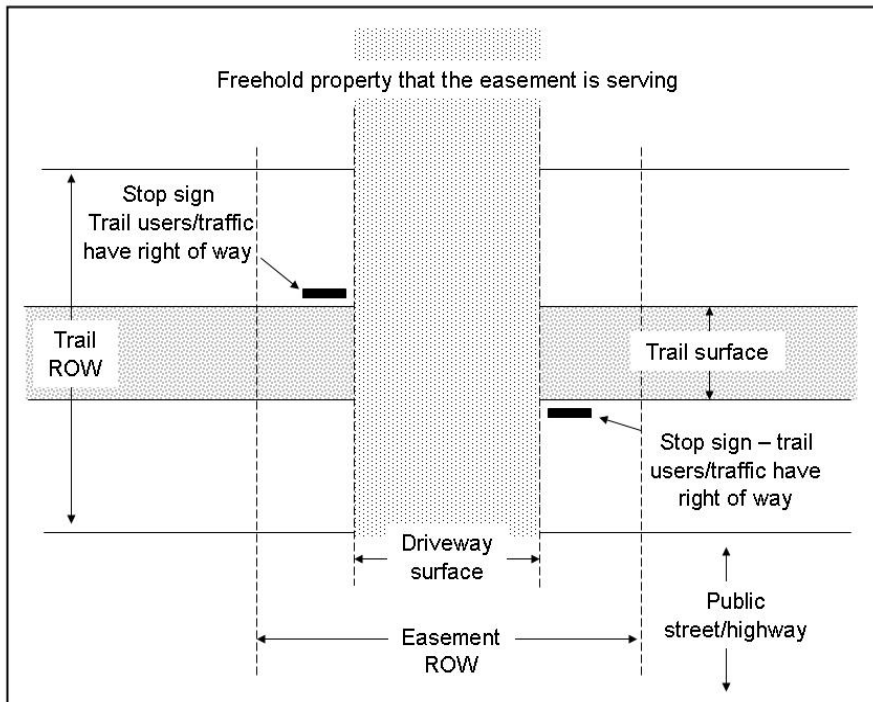 Freehold property that the easement is serving
Stop sign
Trail users/traffic
have right of way
Trail
ROW
Trail surface
Stop sign – trail
users/traffic have
right of way
Driveway
surface
Public
street/highway
Easement
ROW